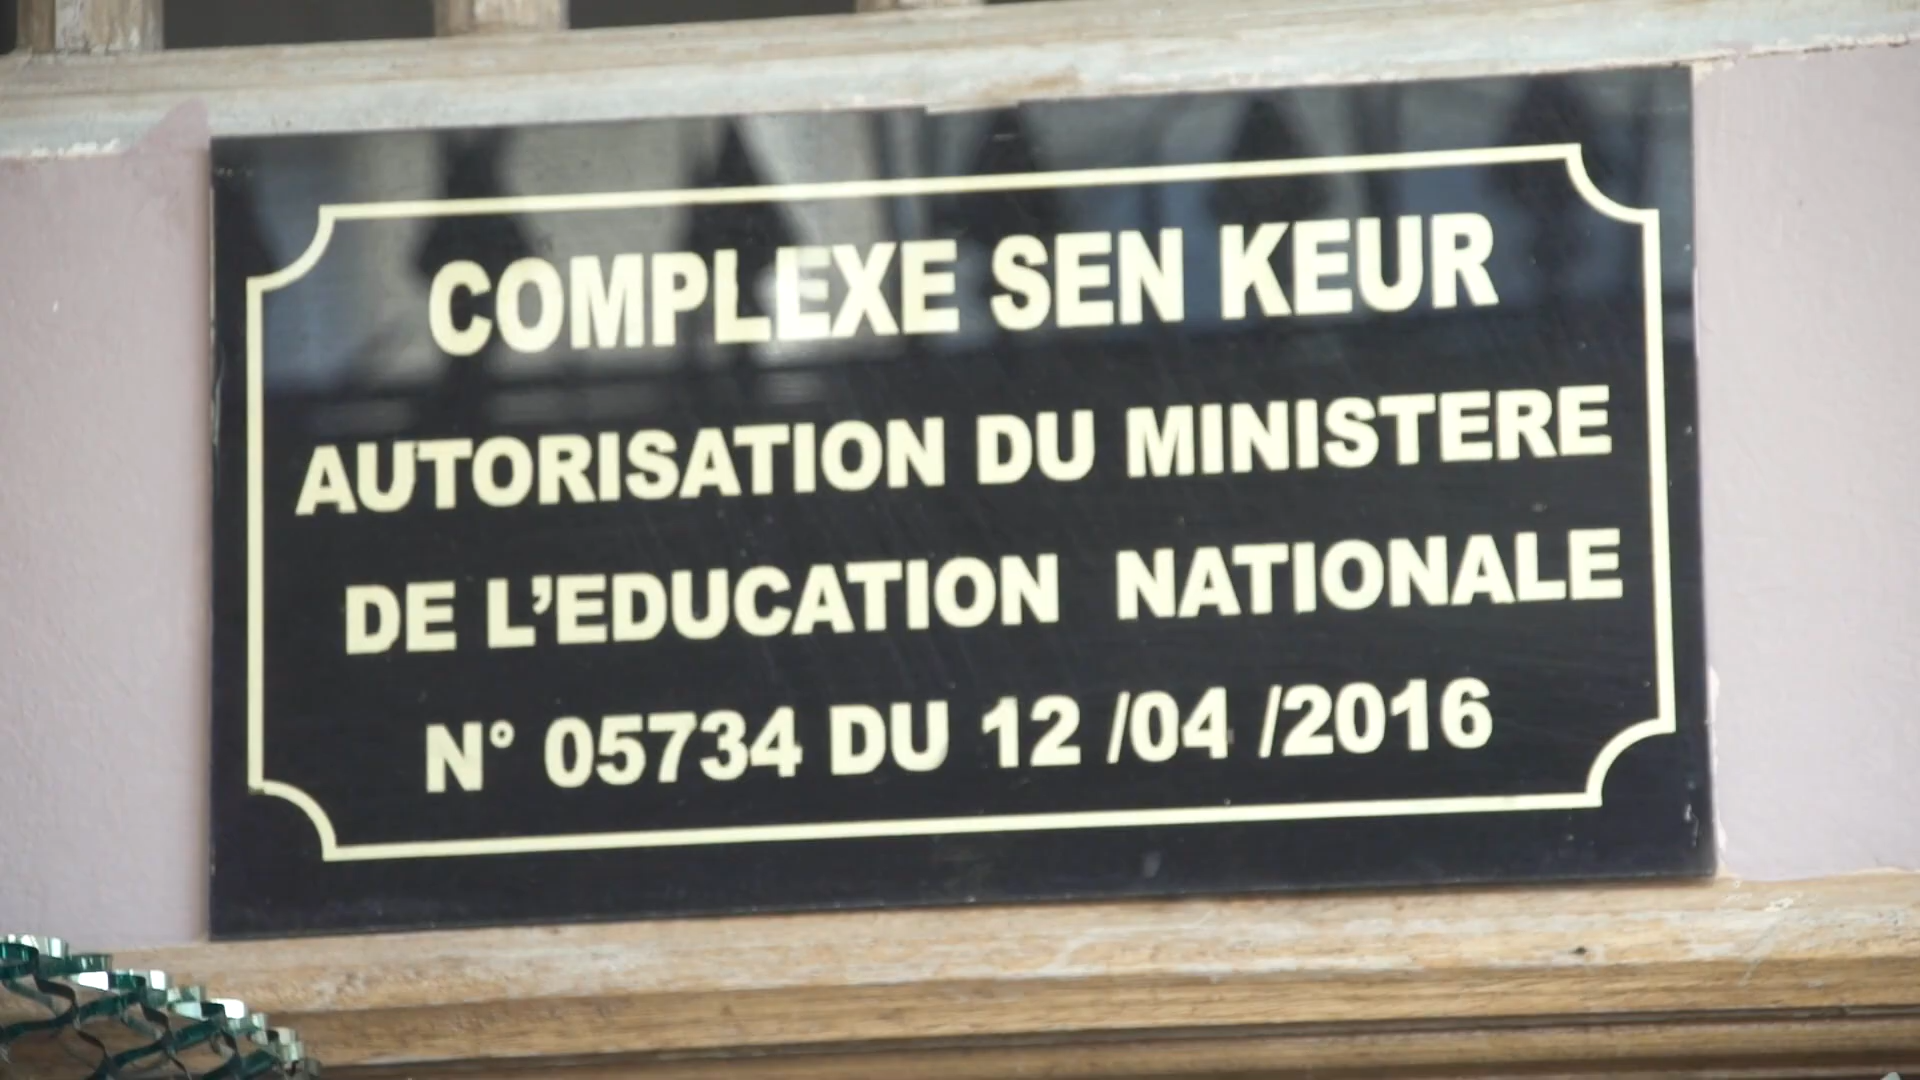 COMPLEXE SEN KEUR
AUTORISATION DU MINISTERE
DE L'EDUCATION NATIONALE
N° 05734 DU 12 /04 /2016